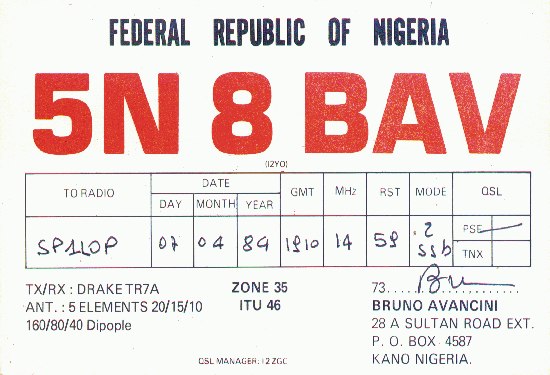 FEDERAL REPUBLIC OF NIGERIA
5N 8 BAV
(IZYO)
TO RADIO DATE GMT MHz RST MODE QSL
DAY MONTH YEAR
SP1LOP 07 04 89 1910 14 59 .2 ssb PSE
TNX
TX/RX : DRAKE TR7A ZONE 35 73...............
ANT. : 5 ELEMENTS 20/15/10 ITU 46 BRUNO AVANCINI
160/80/40 Dipople 28 A SULTAN ROAD EXT.
P. O. BOX 4587
QSL MANAGER: I 2 ZGC KANO NIGERIA.